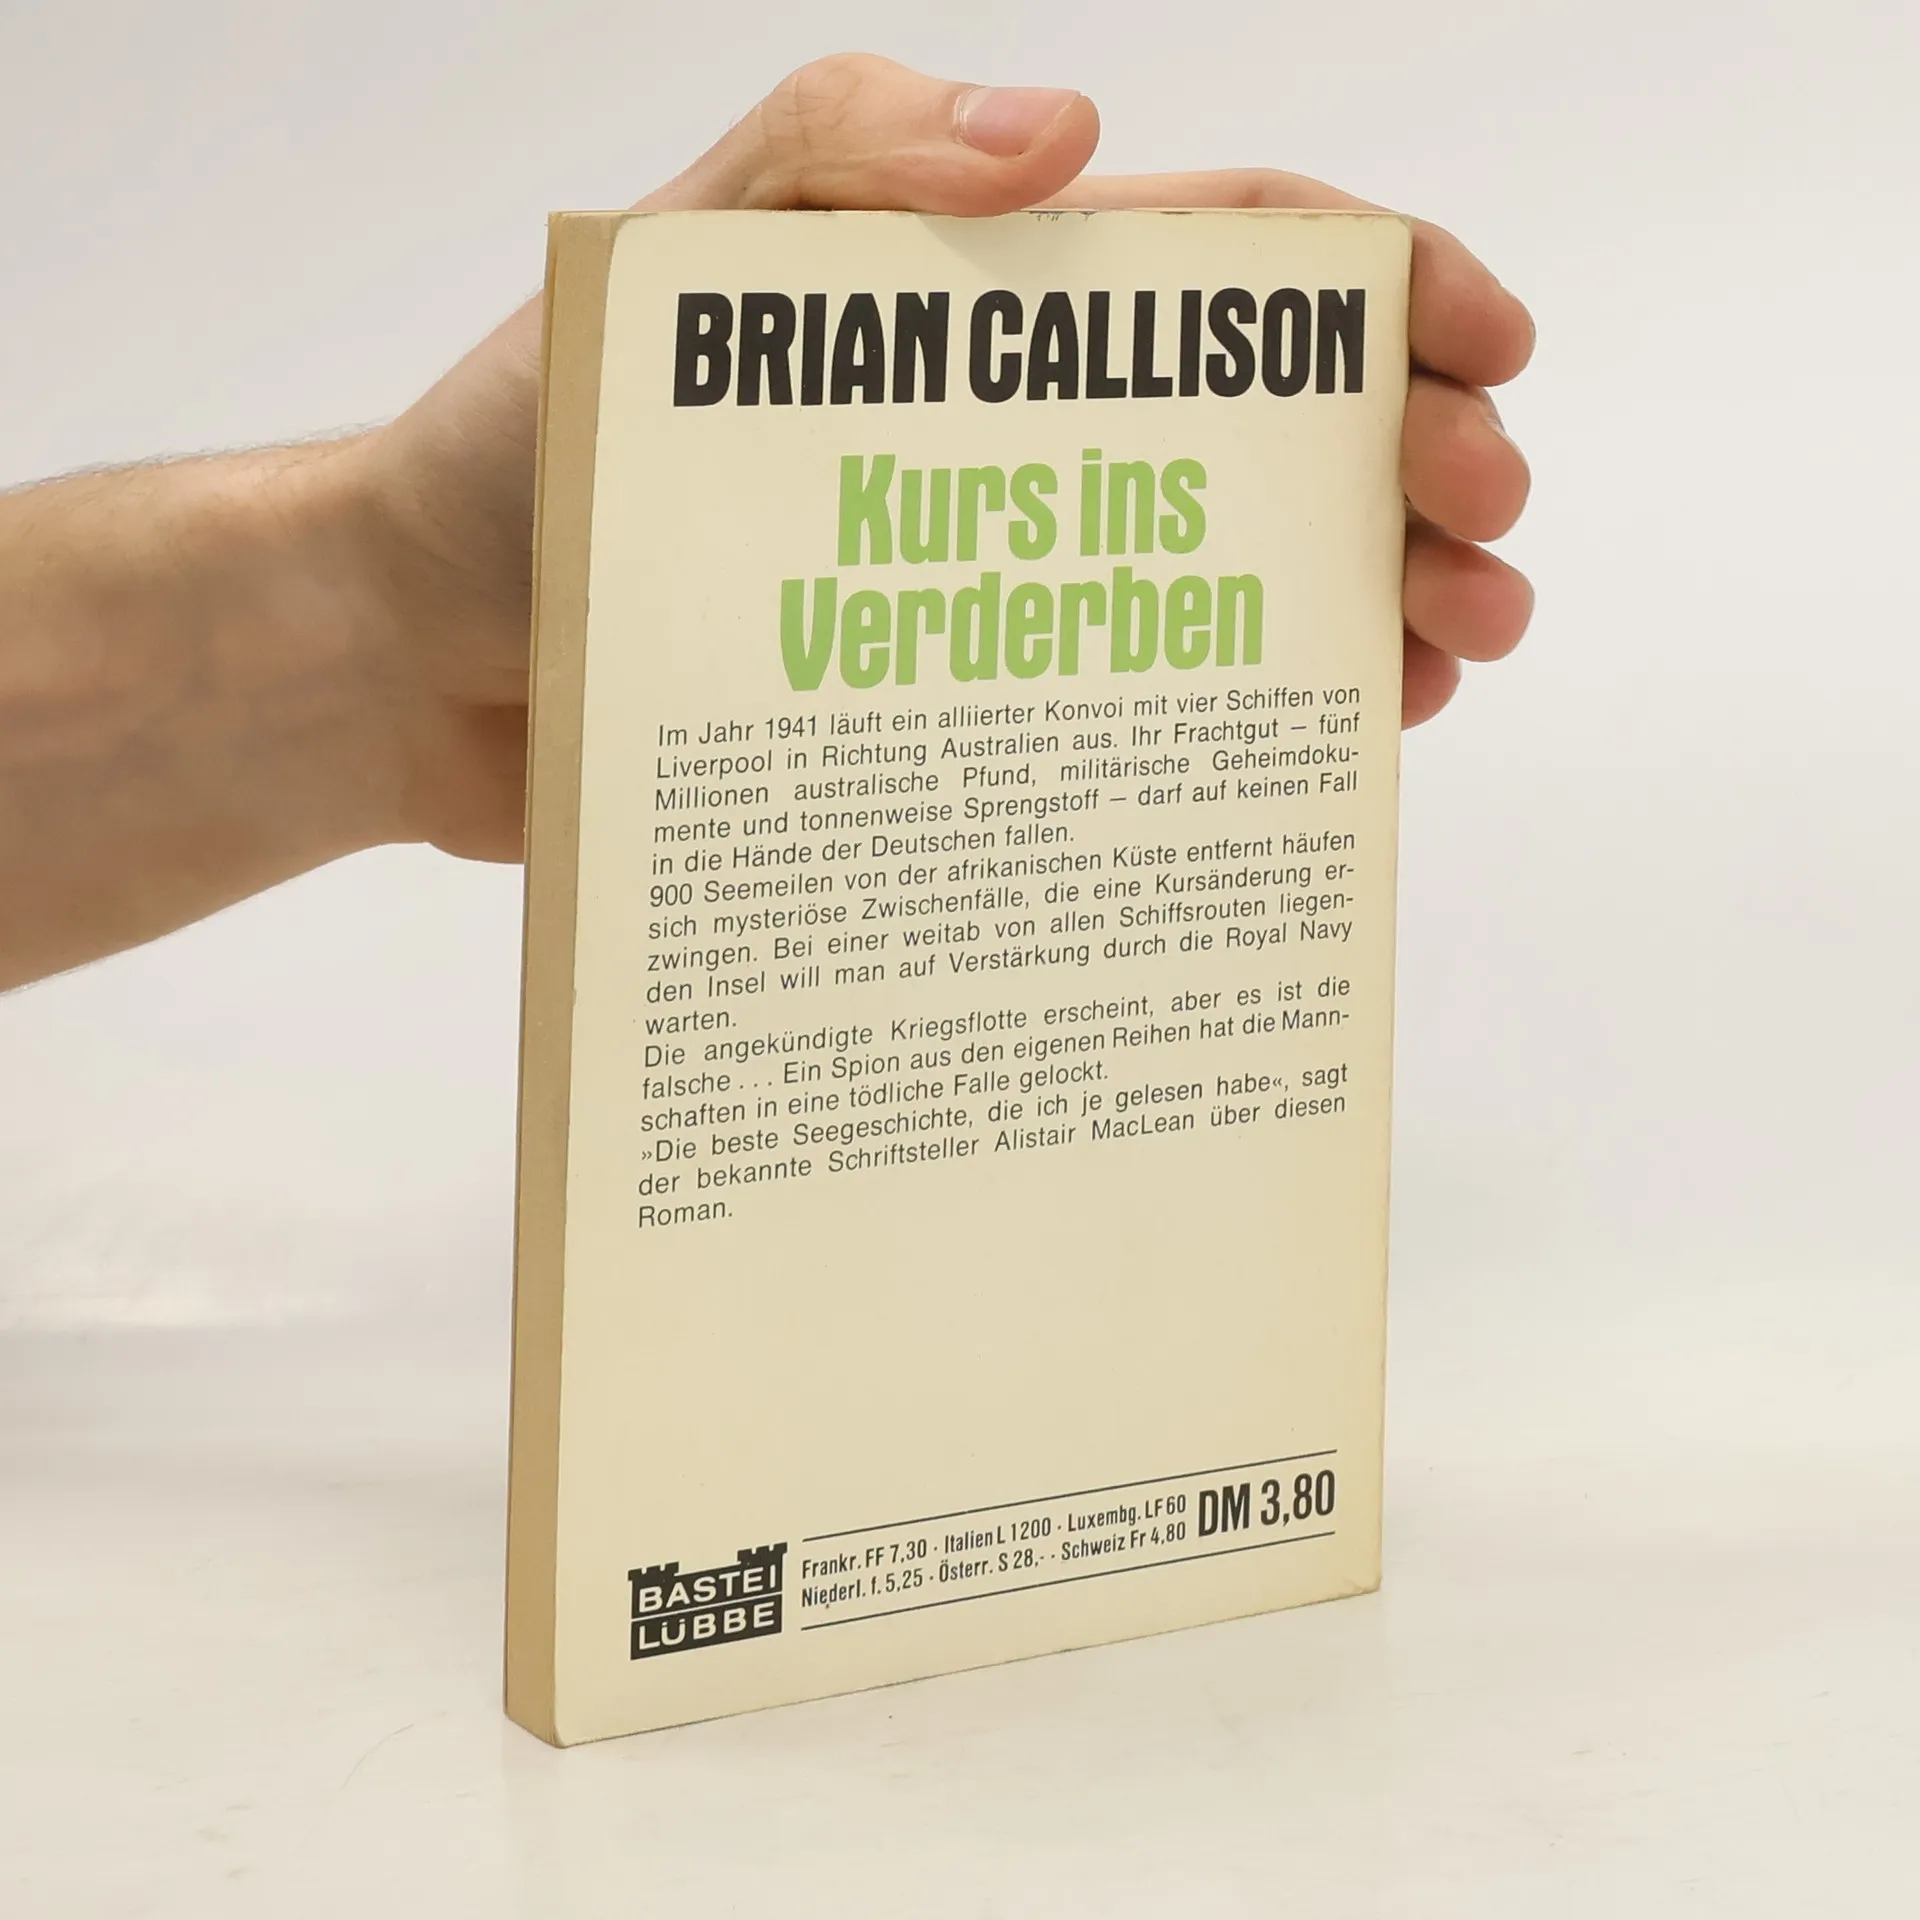 BRIAN CALLISON
Kurs ins
Verderben
Im Jahr 1941 läuft ein alliierter Konvoi mit vier Schiffen von
Liverpool in Richtung Australien aus. Ihr Frachtgut – fünf
Millionen australische Pfund, militärische Geheimdoku-
mente und tonnenweise Sprengstoff – darf auf keinen Fall
in die Hände der Deutschen fallen.
900 Seemeilen von der afrikanischen Küste entfernt häufen
sich mysteriöse Zwischenfälle, die eine Kursänderung er-
zwingen. Bei einer weitab von allen Schiffsrouten liegen-
den Insel will man auf Verstärkung durch die Royal Navy
warten.
Die angekündigte Kriegsflotte erscheint, aber es ist die
falsche . . . Ein Spion aus den eigenen Reihen hat die Mann-
schaften in eine tödliche Falle gelockt.
»Die beste Seegeschichte, die ich je gelesen habe«, sagt
der bekannte Schriftsteller Alistair MacLean über diesen
Roman.
BASTEI
LÜBBE
Frankr. FF 7,30 · Italien L 1200 · Luxembg. LF 60
Niederl. f. 5,25 · Österr. S 28,- · Schweiz Fr 4,80
DM 3,80